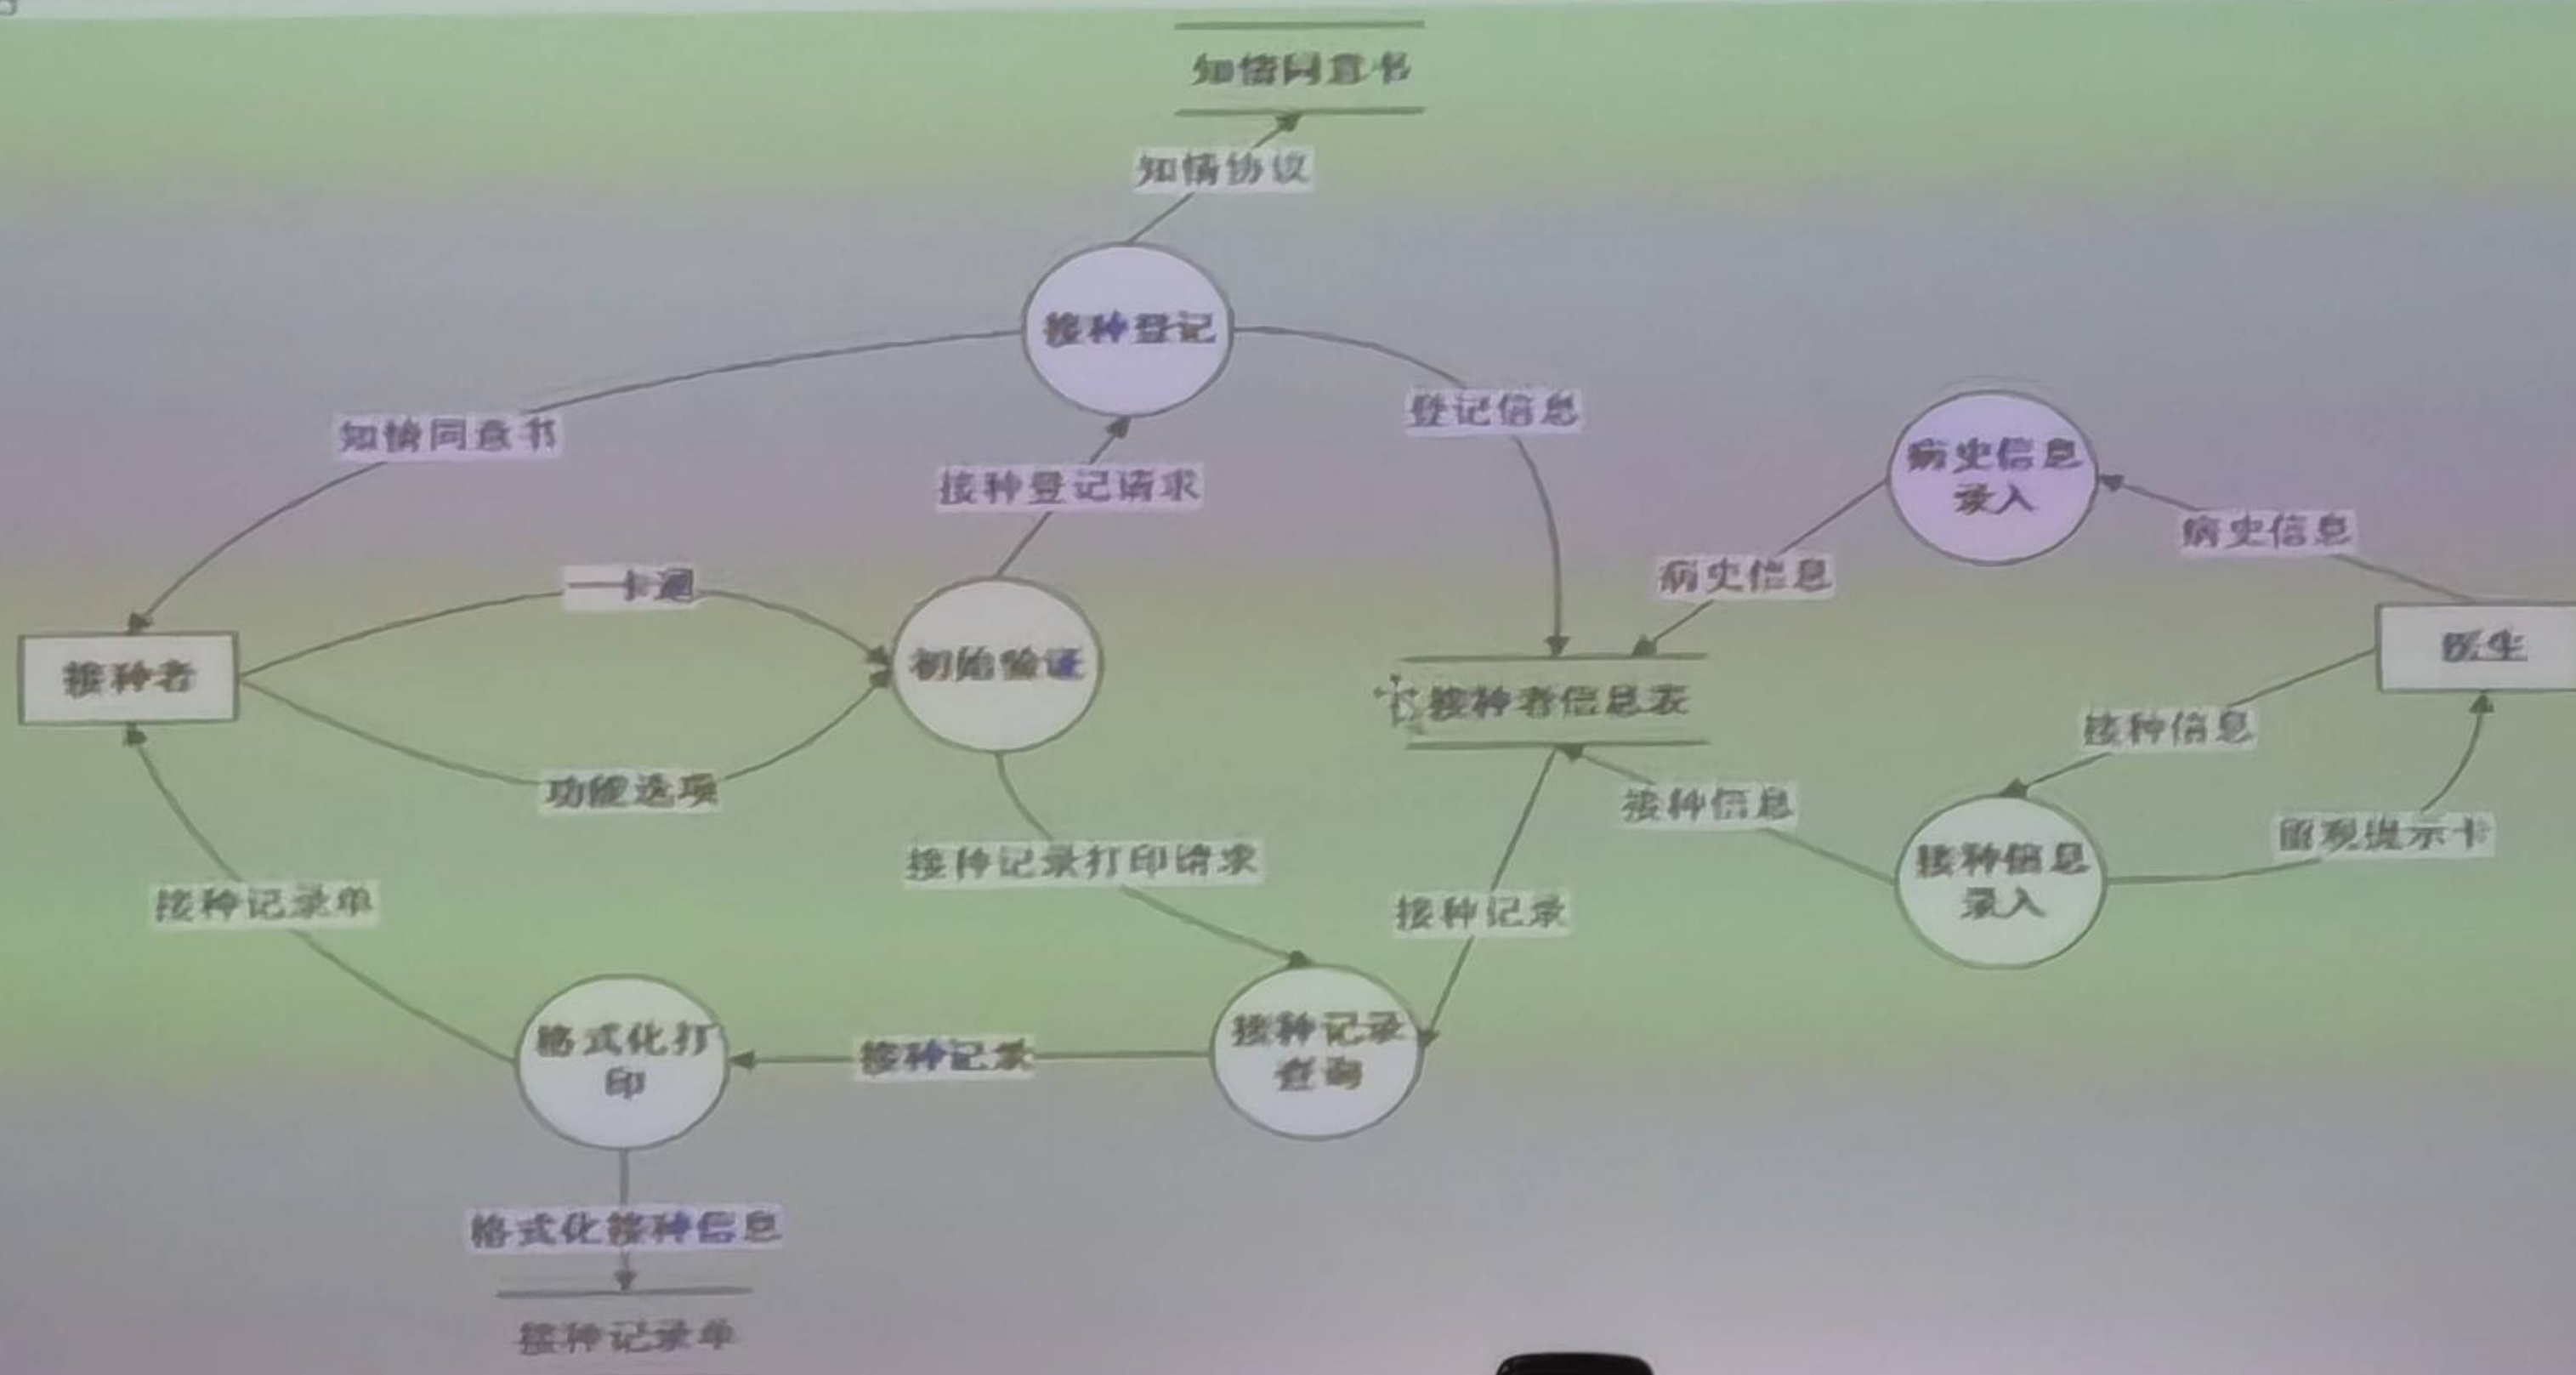 知情同意书
知情协议
接种登记
知情同意书
登记信息
接种登记请求
病史信息
录入
病史信息
病史信息
一卡通
初始验证
接种者
医生
接种者信息表
接种信息
功能选项
接种信息
留观提示卡
接种记录打印请求
接种信息
录入
接种记录单
接种记录
格式化打
印
接种记录
接种记录
查询
格式化接种信息
接种记录单